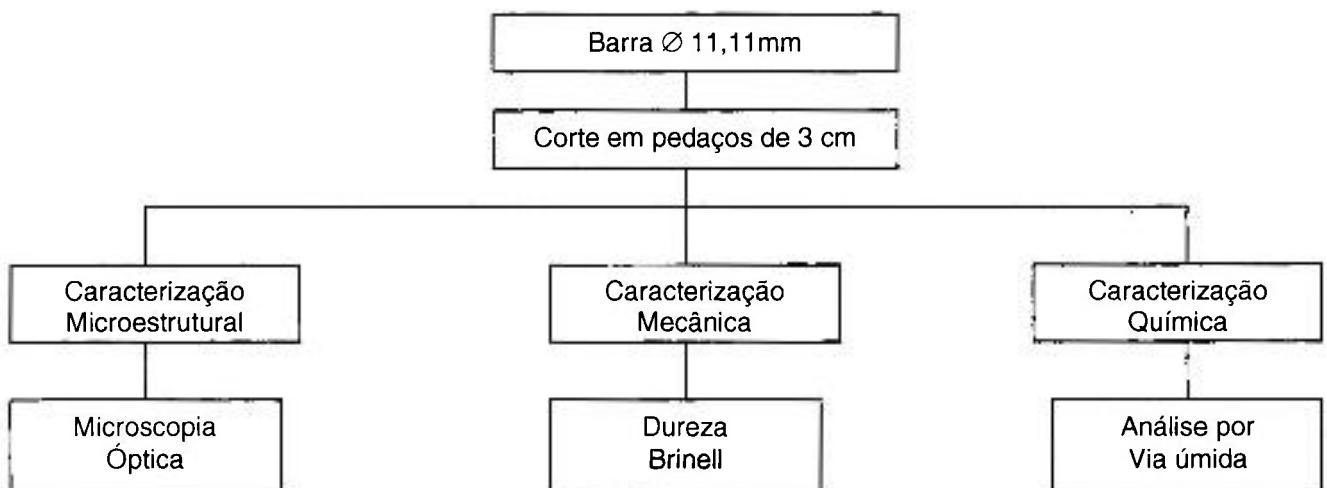 Barra ∅ 11,11mm
Corte em pedaços de 3 cm
Caracterização
Microestrutural
Caracterização
Mecânica
Caracterização
Química
Microscopia
Óptica
Dureza
Brinell
Análise por
Via úmida